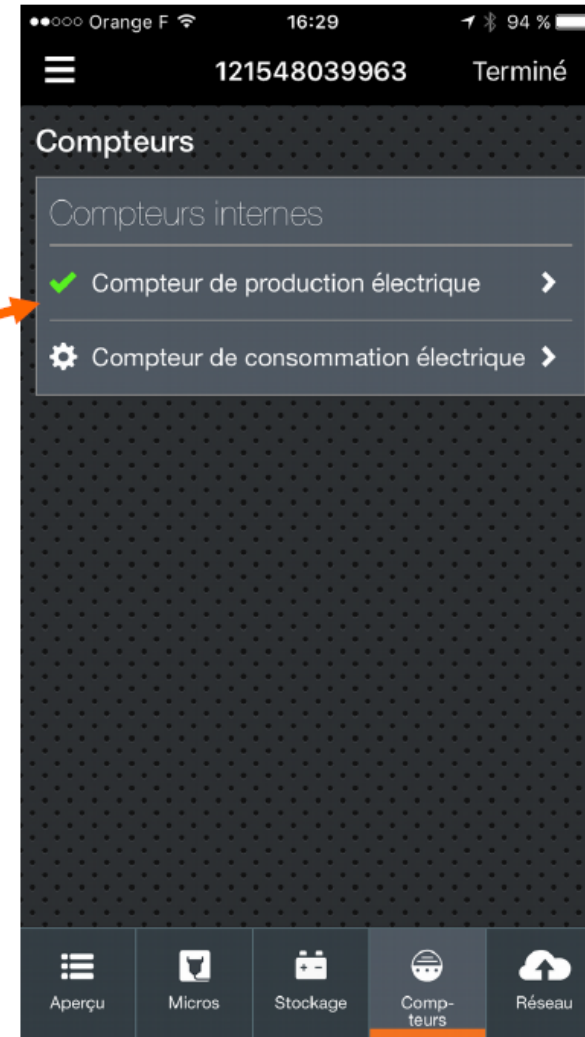 Orange F 16:29 94 %
121548039963 Terminé
Compteurs
Compteurs internes
Compteur de production électrique
Compteur de consommation électrique
Aperçu Micros Stockage Comp-
teurs Réseau